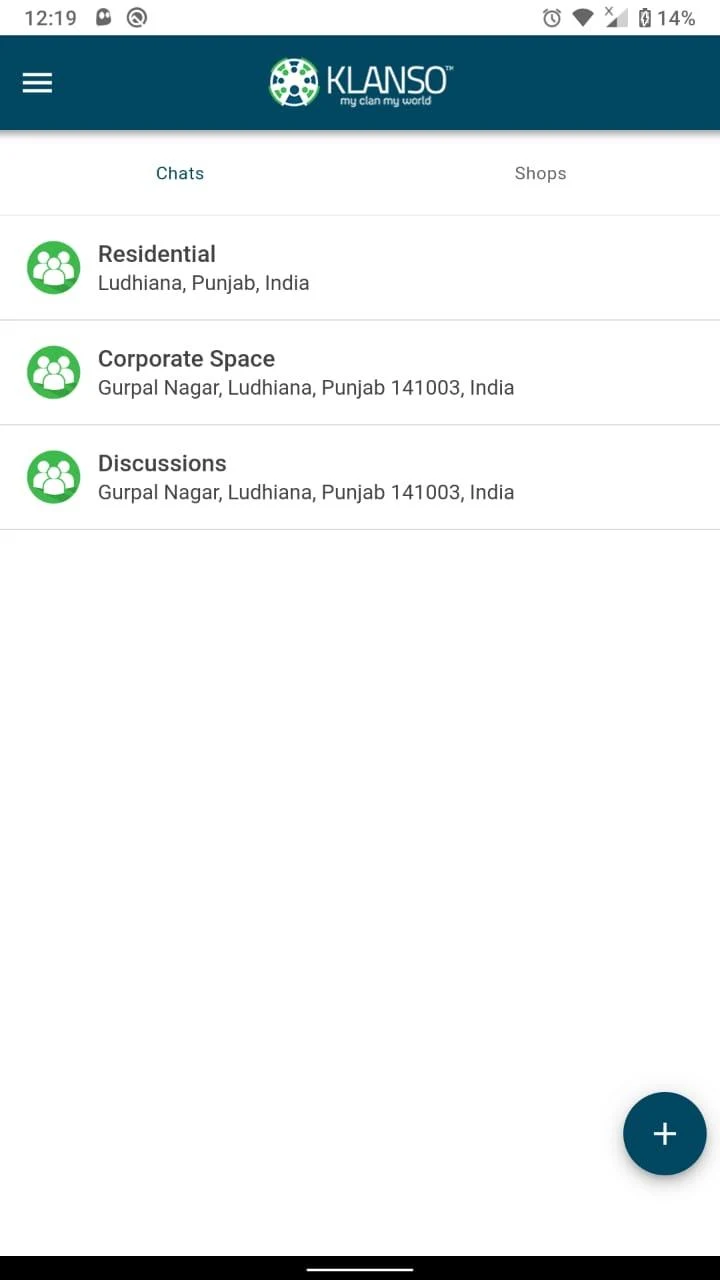 12:19
14%
KLANSO™
my clan my world
Chats
Shops
Residential
Ludhiana, Punjab, India
Corporate Space
Gurpal Nagar, Ludhiana, Punjab 141003, India
Discussions
Gurpal Nagar, Ludhiana, Punjab 141003, India